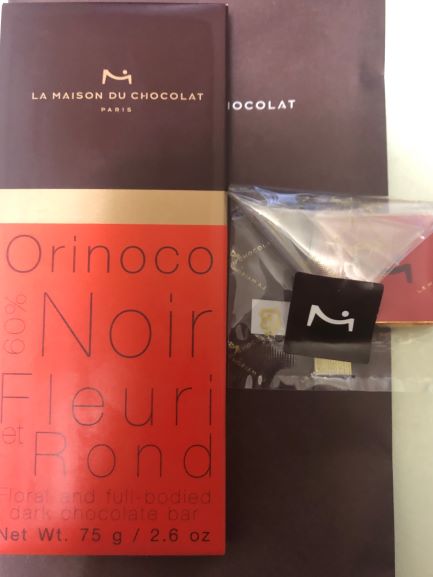 LA MAISON DU CHOCOLAT
PARIS
Orinoco
60%
Noir
Fleuri
et
Rond
Floral and full-bodied
dark chocolate bar
Net Wt. 75 g / 2.6 oz